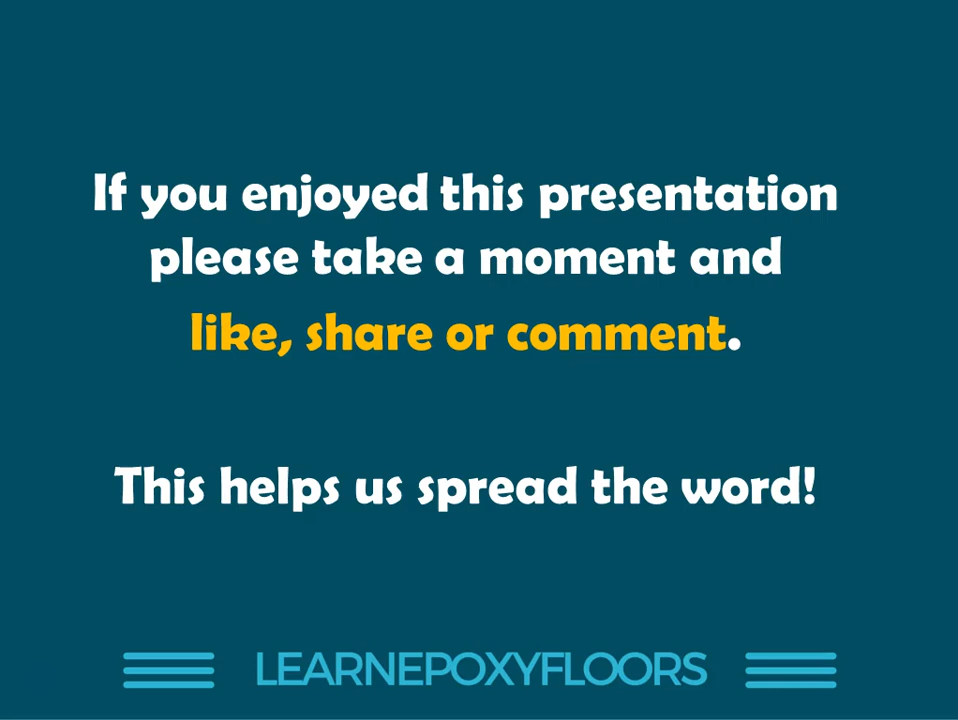 If you enjoyed this presentation
please take a moment and
like, share or comment.
This helps us spread the word!
LEARNEPOXYFLOORS